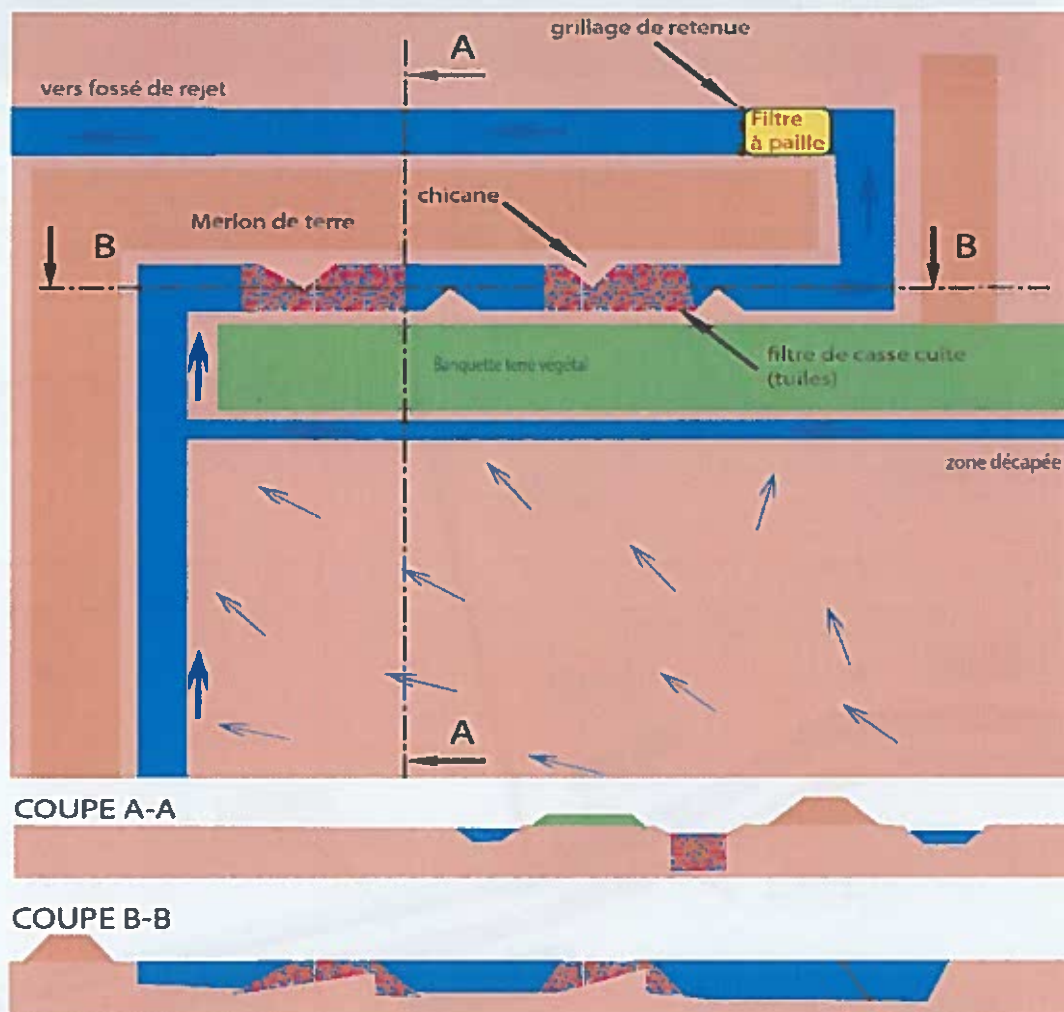 grillage de retenue
A
vers fossé de rejet
Filtre
à paille
chicane
Merlon de terre
B
B
filtre de casse cuite
(tuiles)
Banquette terre végétal
zone décapée
A
COUPE A-A
COUPE B-B